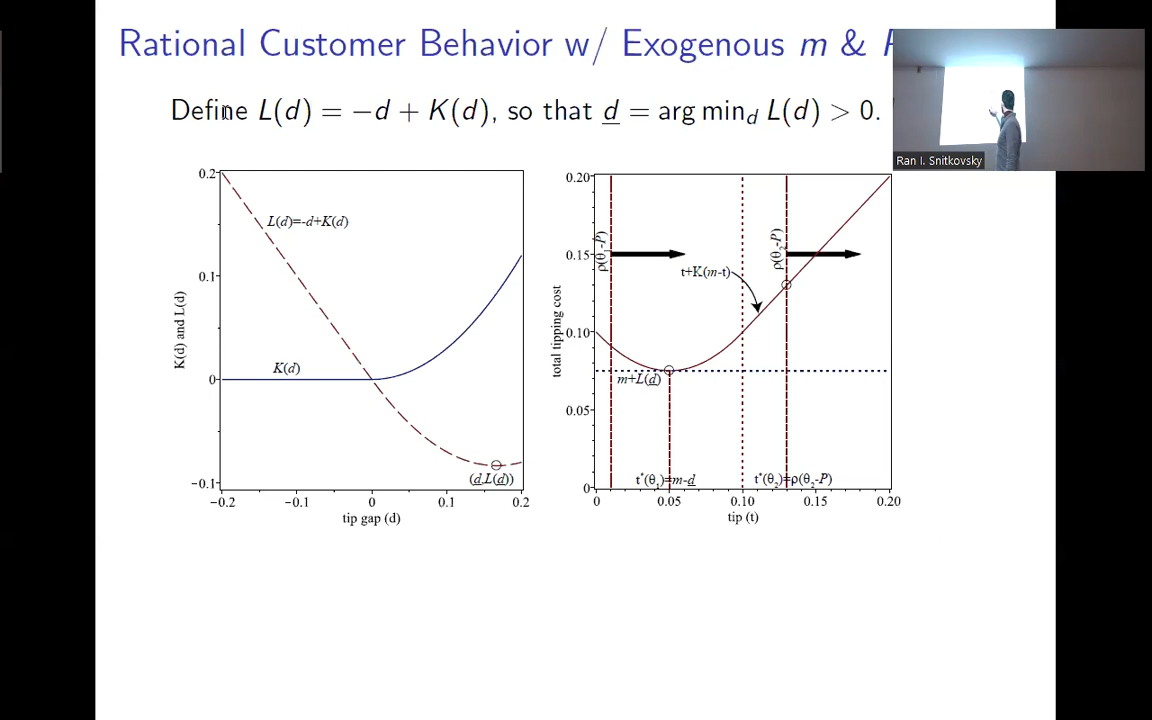 Rational Customer Behavior w/ Exogenous m &
Define L(d) = −d + K(d), so that d = arg min_d L(d) > 0.
Ran I. Snitkovsky
0.2
0.1
0
−0.1
K(d) and L(d)
L(d)=-d+K(d)
K(d)
(d,L(d))
−0.2
−0.1
0
0.1
0.2
tip gap (d)
0.20
0.15
0.10
0.05
0
total tipping cost
ρ(θ₁-P)
ρ(θ₂-P)
t+K(m-t)
m+L(d)
t*(θ₁)=m-d
t*(θ₂)=ρ(θ₂-P)
0
0.05
0.10
0.15
0.20
tip (t)